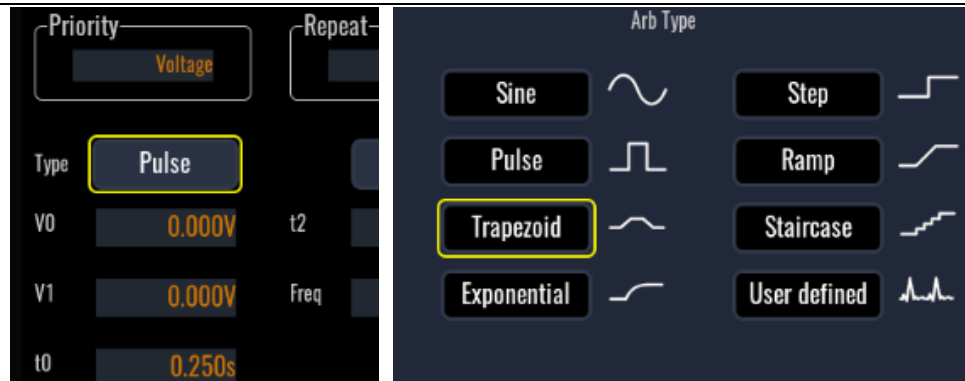 Priority
Repeat
Voltage
Type
Pulse
V0
0.000V
t2
V1
0.000V
Freq
t0
0.250s
Arb Type
Sine
Step
Pulse
Ramp
Trapezoid
Staircase
Exponential
User defined